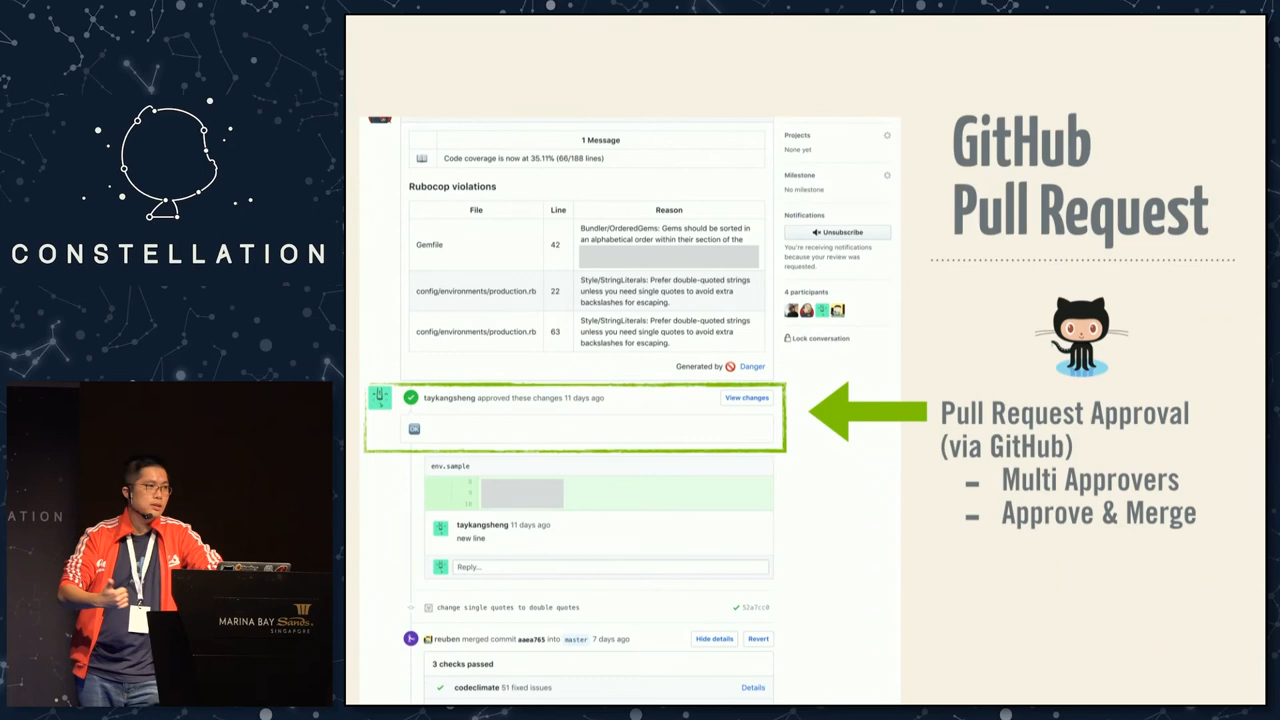 NSTELLATION
ON
MARINA BAY Sands.
SINGAPORE
1 Message
Code coverage is now at 35.11% (66/188 lines)
Rubocop violations
File Line Reason
Gemfile 42 Bundler/OrderedGems: Gems should be sorted in
an alphabetical order within their section of the
config/environments/production.rb 22 Style/StringLiterals: Prefer double-quoted strings
unless you need single quotes to avoid extra
backslashes for escaping.
config/environments/production.rb 63 Style/StringLiterals: Prefer double-quoted strings
unless you need single quotes to avoid extra
backslashes for escaping.
Generated by Danger
taykangsheng approved these changes 11 days ago View changes
OK
env.sample
8
9
10
taykangsheng 11 days ago
new line
Reply...
change single quotes to double quotes 52a7cc0
reuben merged commit aaea765 into master 7 days ago Hide details Revert
3 checks passed
codeclimate 51 fixed issues Details
Projects
None yet
Milestone
No milestone
Notifications
Unsubscribe
You're receiving notifications
because your review was
requested.
4 participants
Lock conversation
GitHub
Pull Request
Pull Request Approval
(via GitHub)
- Multi Approvers
- Approve & Merge